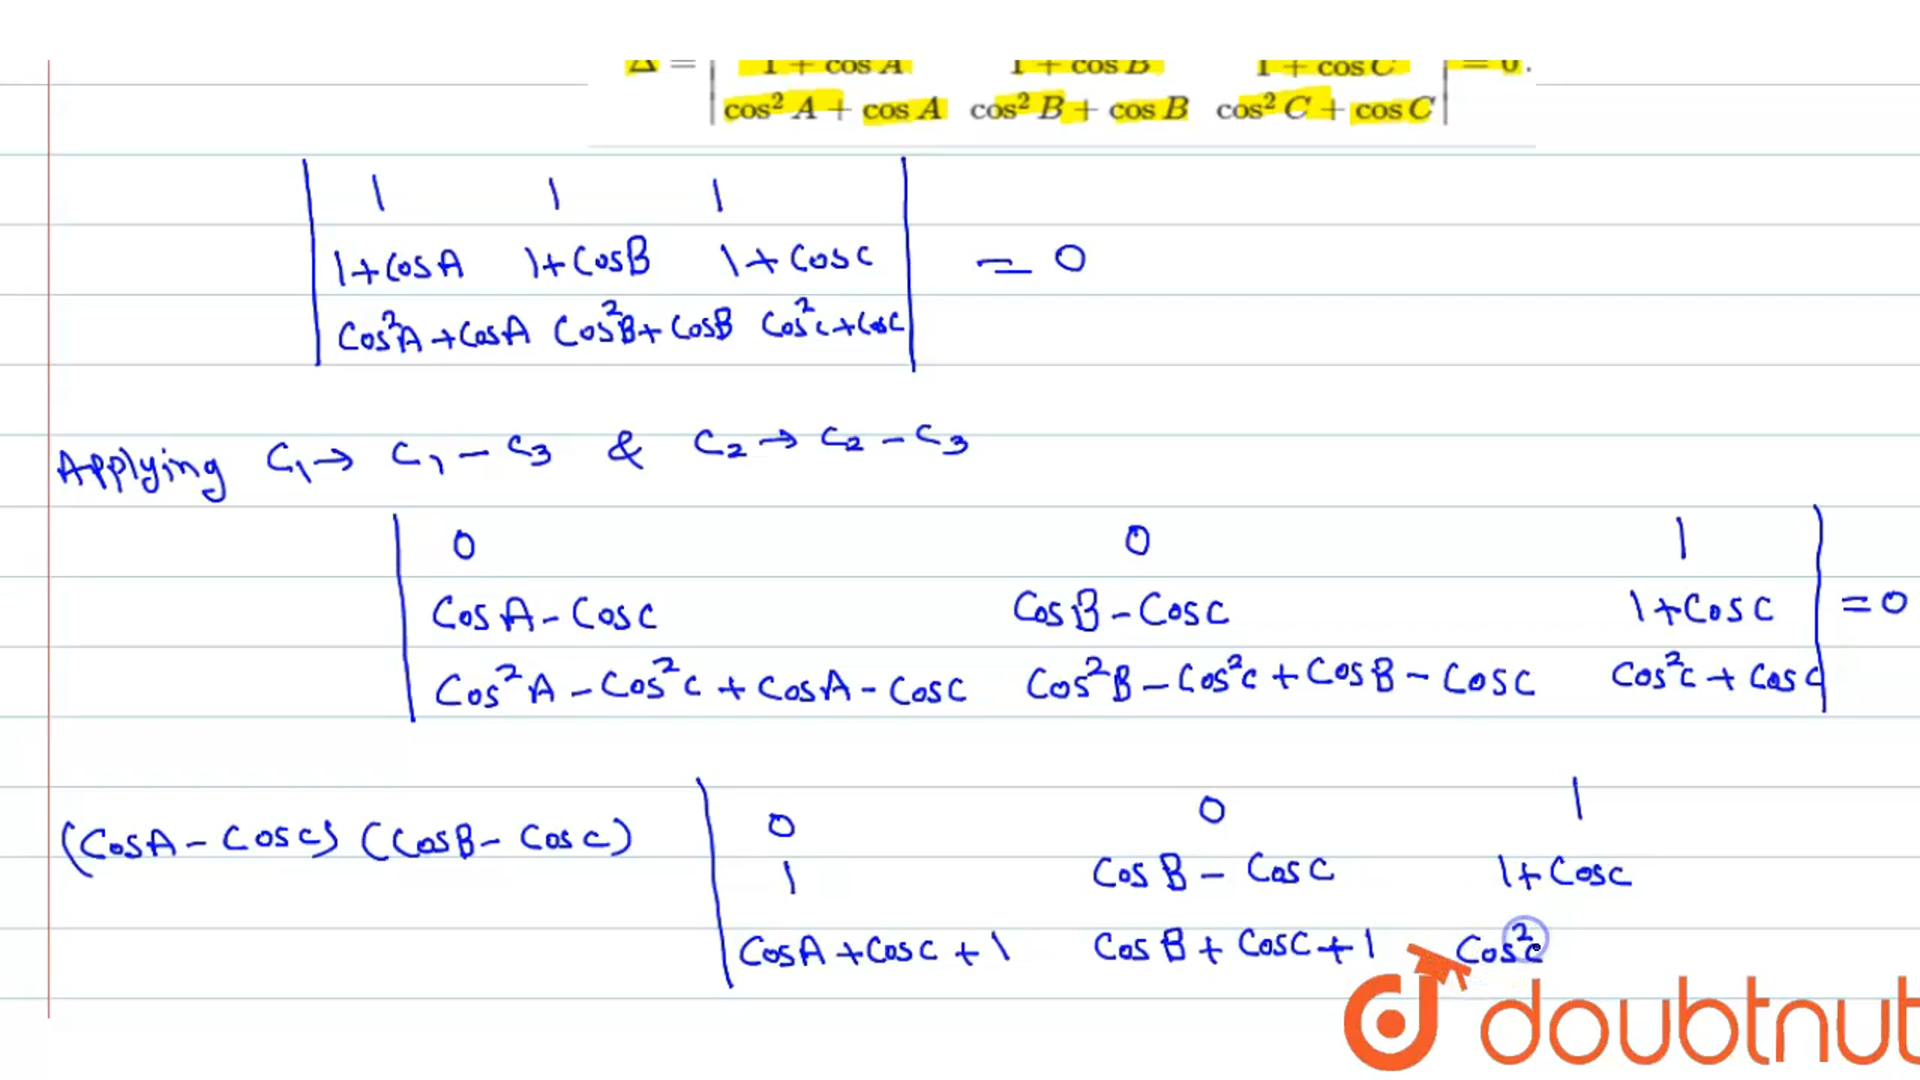 Δ = | 1 + cos A 1 + cos B 1 + cos C | = 0.
cos² A + cos A cos² B + cos B cos² C + cos C
1 1 1
1+CosA 1+CosB 1+CosC = 0
Cos²A+CosA Cos²B+CosB Cos²C+CosC
Applying C₁→ C₁-C₃ & C₂→ C₂-C₃
0 0 1
CosA-CosC CosB-CosC 1+CosC =0
Cos²A-Cos²C+CosA-CosC Cos²B-Cos²C+CosB-CosC Cos²C+CosC
0 0 1
(CosA-CosC) (CosB-CosC) 1 CosB-CosC 1+CosC
CosA+CosC+1 CosB+CosC+1 Cos²C
doubtnut